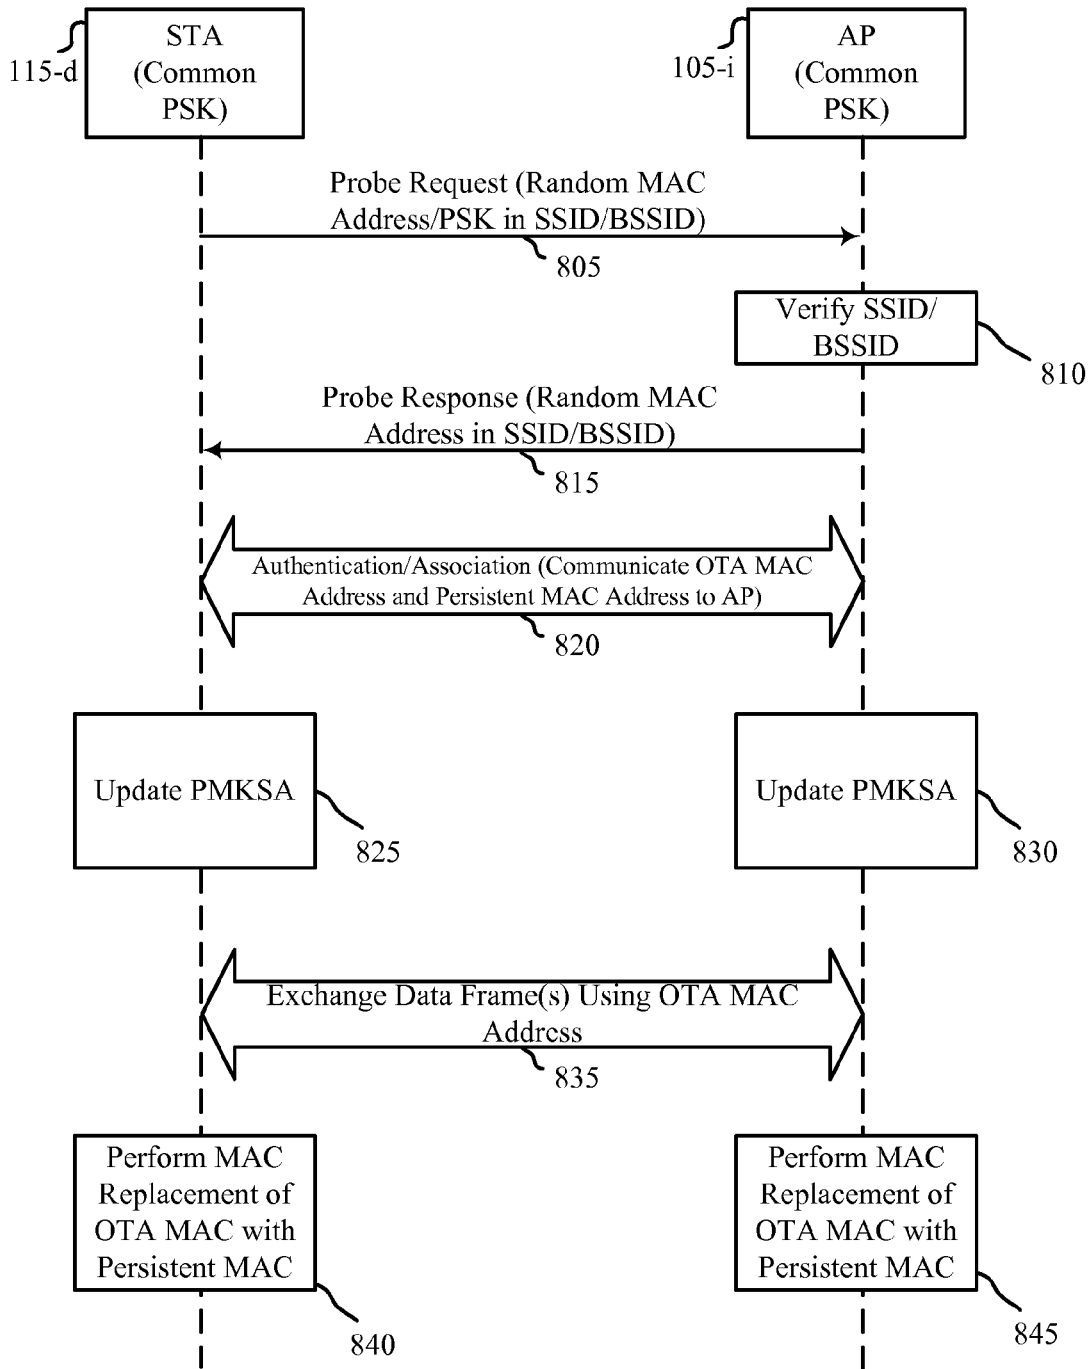 STA
(Common
PSK)
115-d
AP
(Common
PSK)
105-i
Probe Request (Random MAC
Address/PSK in SSID/BSSID)
805
Verify SSID/
BSSID
810
Probe Response (Random MAC
Address in SSID/BSSID)
815
Authentication/Association (Communicate OTA MAC
Address and Persistent MAC Address to AP)
820
Update PMKSA
825
Update PMKSA
830
Exchange Data Frame(s) Using OTA MAC
Address
835
Perform MAC
Replacement of
OTA MAC with
Persistent MAC
840
Perform MAC
Replacement of
OTA MAC with
Persistent MAC
845